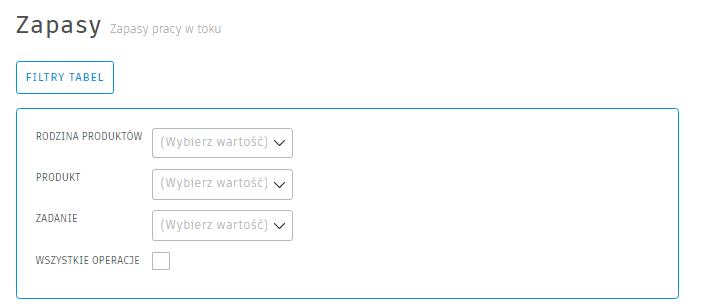 Zapasy Zapasy pracy w toku
FILTRY TABEL
RODZINA PRODUKTÓW (Wybierz wartość)
PRODUKT (Wybierz wartość)
ZADANIE (Wybierz wartość)
WSZYSTKIE OPERACJE